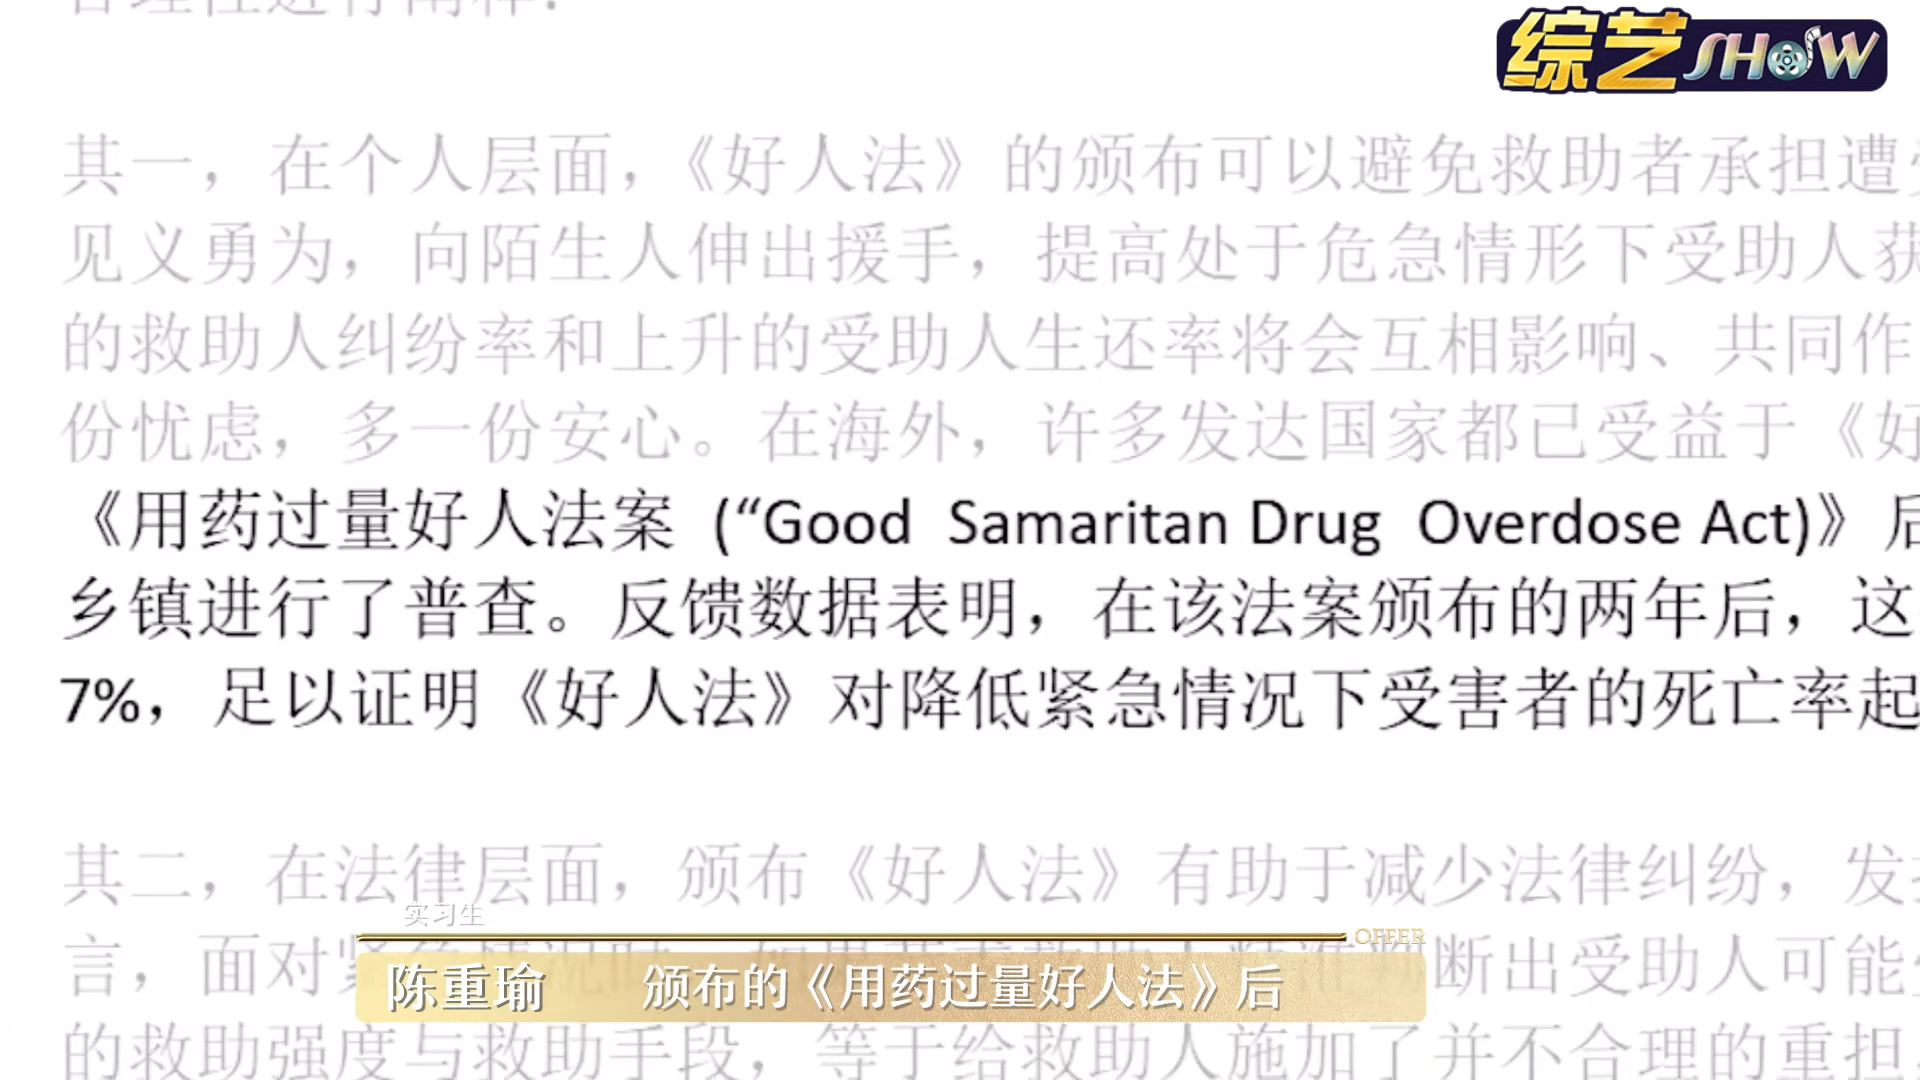 合理性进行阐释：
综艺SHOW
其一，在个人层面，《好人法》的颁布可以避免救助者承担遭
见义勇为，向陌生人伸出援手，提高处于危急情形下受助人获
的救助人纠纷率和上升的受助人生还率将会互相影响、共同作
份忧虑，多一份安心。在海外，许多发达国家都已受益于《好
《用药过量好人法案 (“Good Samaritan Drug Overdose Act)》后
乡镇进行了普查。反馈数据表明，在该法案颁布的两年后，这
7%，足以证明《好人法》对降低紧急情况下受害者的死亡率起
其二，在法律层面，颁布《好人法》有助于减少法律纠纷，发
实习生
OFFER
言，面对紧急情况时，断出受助人可能
陈重瑜 颁布的《用药过量好人法》后
的救助强度与救助手段，等于给救助人施加了并不合理的重担